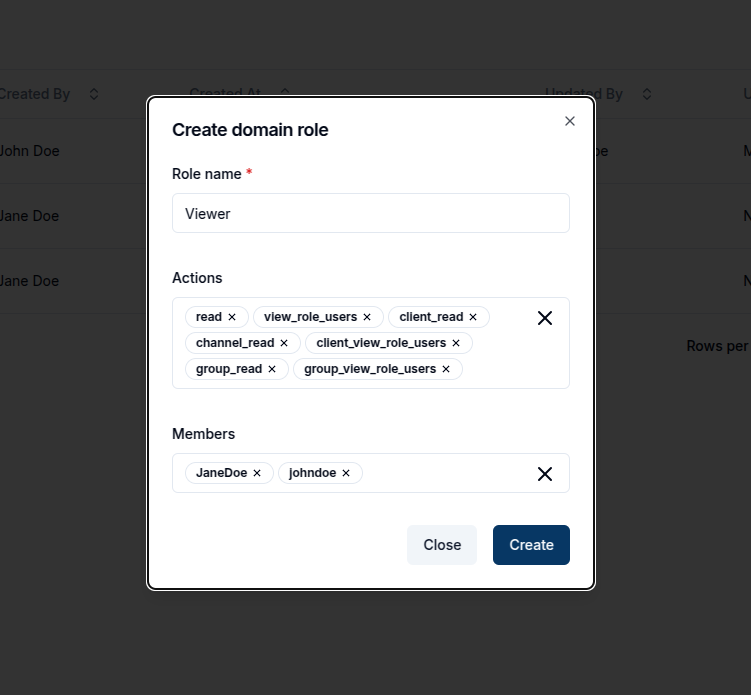 Created By Created At Updated By U
Create domain role
John Doe oe M
Role name *
Viewer
Jane Doe N
Actions
Jane Doe N
read view_role_users client_read
channel_read client_view_role_users
Rows per
group_read group_view_role_users
Members
JaneDoe johndoe
Close Create